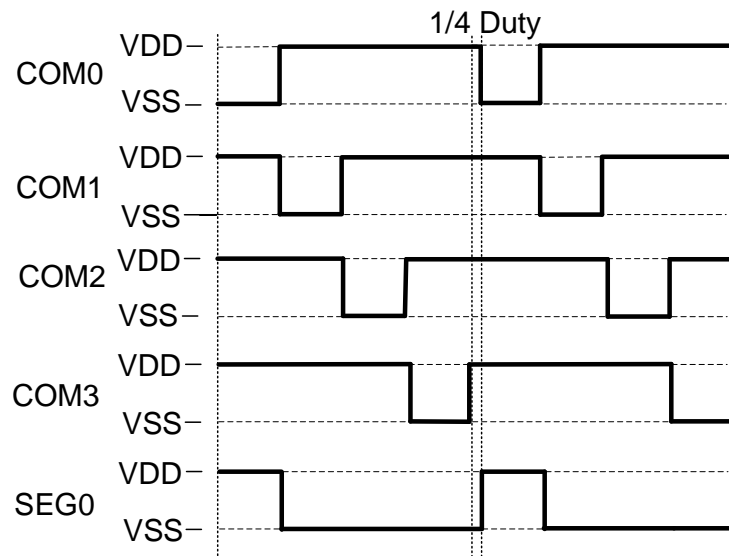 1/4 Duty
VDD
COM0
VSS
VDD
COM1
VSS
VDD
COM2
VSS
VDD
COM3
VSS
VDD
SEG0
VSS